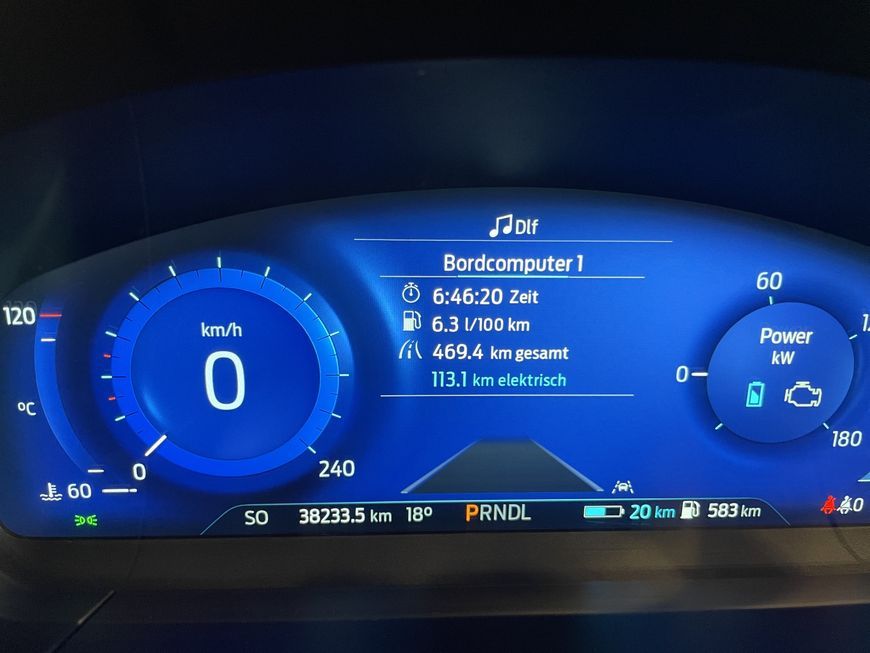 Dlf
Bordcomputer 1
6:46:20 Zeit
6.3 l/100 km
469.4 km gesamt
113.1 km elektrisch
120
°C
60
km/h
0
0
240
60
0
Power
kW
180
SO
38233.5 km
18°
PRNDL
20 km
583 km
0